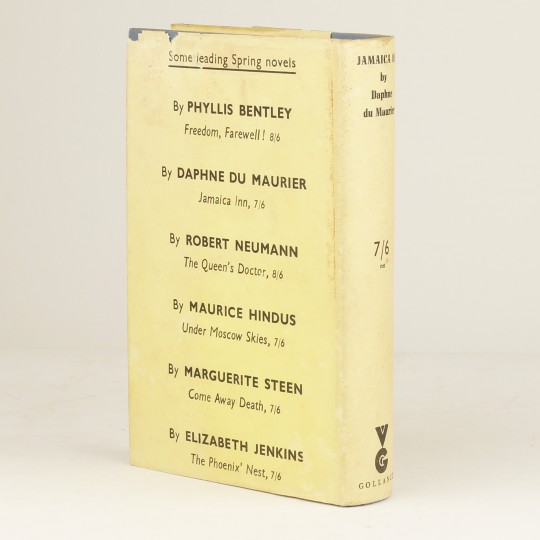 Some leading Spring novels
By PHYLLIS BENTLEY
Freedom, Farewell! 8/6
By DAPHNE DU MAURIER
Jamaica Inn, 7/6
By ROBERT NEUMANN
The Queen's Doctor, 8/6
By MAURICE HINDUS
Under Moscow Skies, 7/6
By MARGUERITE STEEN
Come Away Death, 7/6
By ELIZABETH JENKINS
The Phoenix' Nest, 7/6
JAMAICA
by
Daphne
du Maurier
7/6
net
VG
GOLLANCZ